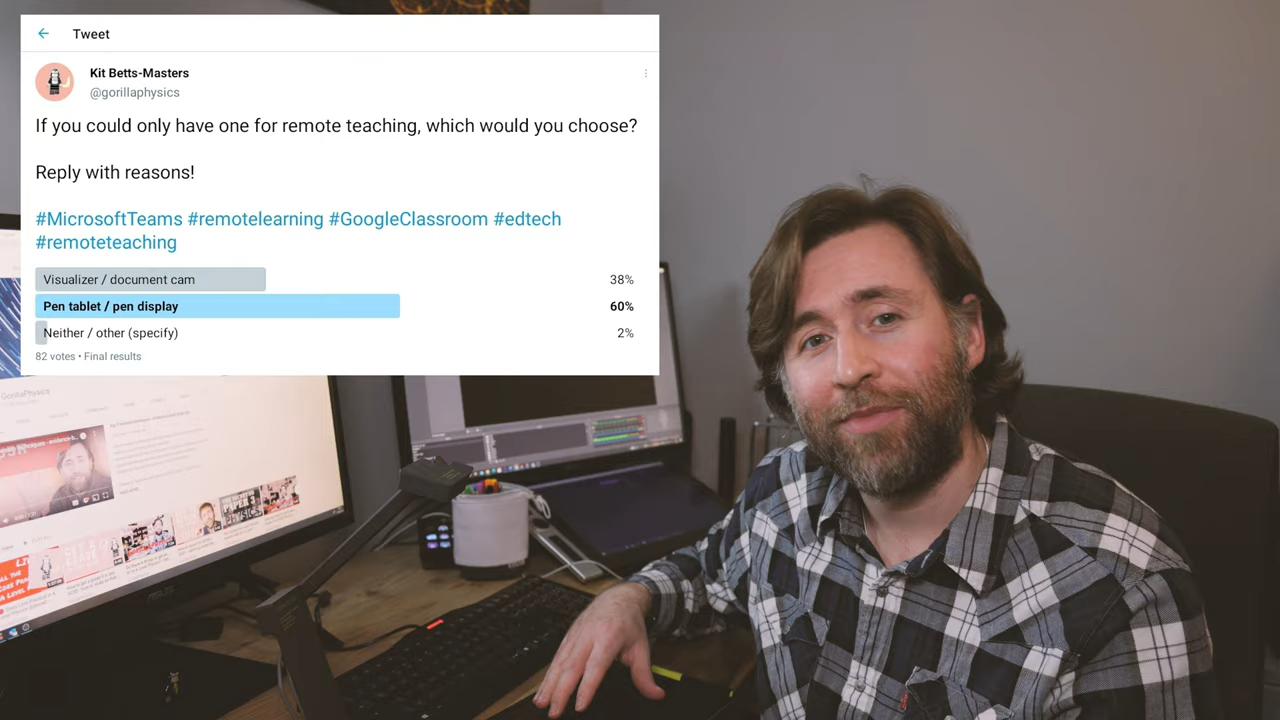 Tweet
Kit Betts-Masters
@gorillaphysics
If you could only have one for remote teaching, which would you choose?
Reply with reasons!
#MicrosoftTeams #remotelearning #GoogleClassroom #edtech
#remoteteaching
Visualizer / document cam 38%
Pen tablet / pen display 60%
Neither / other (specify) 2%
82 votes • Final results
GorillaPhysics